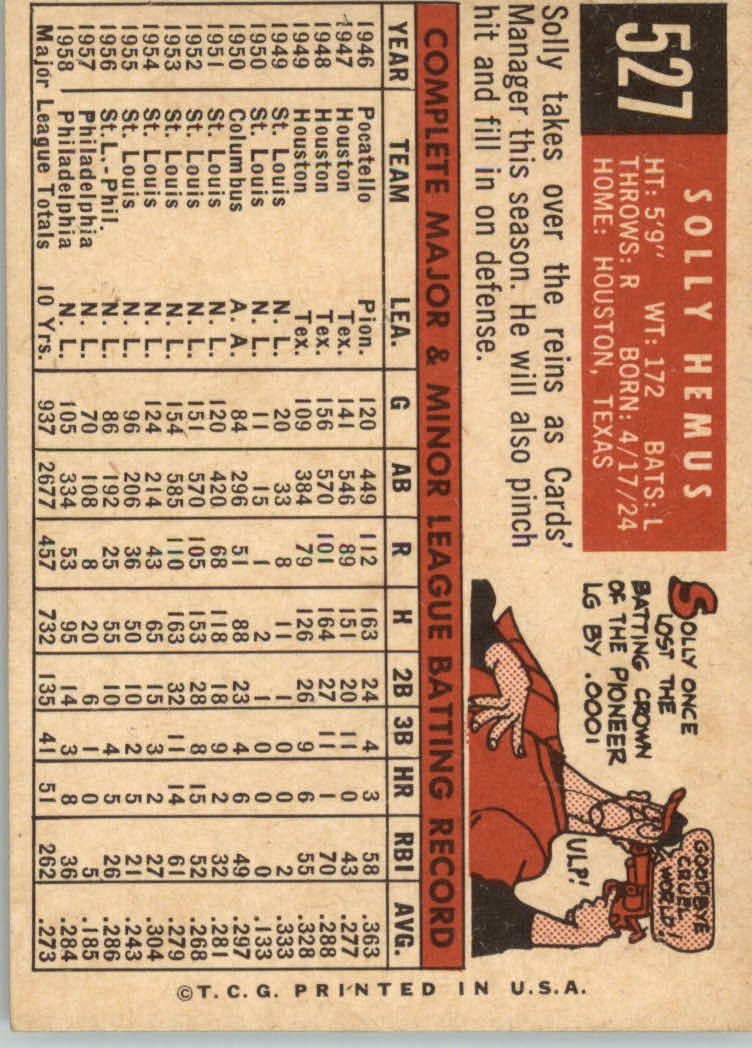 527
SOLLY HEMUS
HT: 5'9" WT: 172 BATS: L
THROWS: R BORN: 4/17/24
HOME: HOUSTON, TEXAS
Solly takes over the reins as Cards'
Manager this season. He will also pinch
hit and fill in on defense.
SOLLY ONCE
LOST THE
BATTING CROWN
OF THE PIONEER
LG BY .0001
GOODBYE
CRUEL
WORLD!
ULP!
COMPLETE MAJOR & MINOR LEAGUE BATTING RECORD
YEAR TEAM LEA. G AB R H 2B 3B HR RBI AVG.
1946 Pocatello Pion. 120 449 112 163 24 4 3 58 .363
1947 Houston Tex. 141 546 89 151 20 11 0 43 .277
1948 Houston Tex. 156 570 101 164 27 11 1 70 .288
1949 Houston Tex. 109 384 79 126 26 9 6 55 .328
1949 St. Louis N. L. 20 33 8 11 1 0 0 2 .333
1950 St. Louis N. L. 11 15 1 2 1 0 0 0 .133
1950 Columbus A. A. 84 296 51 88 23 4 6 49 .297
1951 St. Louis N. L. 120 420 68 118 18 9 2 32 .281
1952 St. Louis N. L. 151 570 105 153 28 8 15 52 .268
1953 St. Louis N. L. 154 585 110 163 32 11 14 61 .279
1954 St. Louis N. L. 124 214 43 65 15 3 2 27 .304
1955 St. Louis N. L. 96 206 36 50 10 2 5 21 .243
1956 St. L.-Phil. N. L. 86 192 25 55 10 4 5 26 .286
1957 Philadelphia N. L. 70 108 8 20 6 1 0 5 .185
1958 Philadelphia N. L. 105 334 53 95 14 3 8 36 .284
Major League Totals 10 Yrs. 937 2677 457 732 135 41 51 262 .273
©T. C. G. PRINTED IN U.S.A.